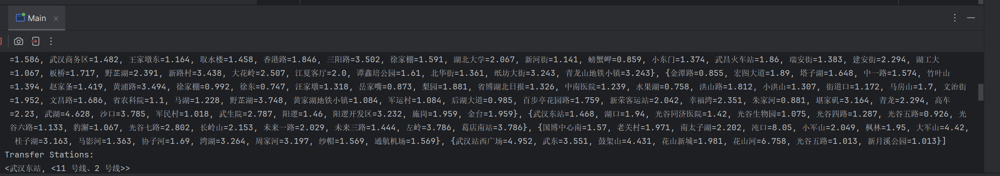 Main
=1.586, 武汉商务区=1.482, 王家墩东=1.164, 取水楼=1.458, 香港路=1.846, 三阳路=3.502, 徐家棚=1.591, 湖北大学=2.067, 新河街=1.141, 螃蟹岬=0.859, 小东门=1.374, 武昌火车站=1.86, 瑞安街=1.383, 建安街=2.294, 湖工大
=1.067, 板桥=1.717, 野芷湖=2.391, 新路村=3.438, 大花岭=2.507, 江夏客厅=2.0, 谭鑫培公园=1.61, 北华街=1.361, 纸坊大街=3.243, 青龙山地铁小镇=3.243}, {金潭路=0.855, 宏图大道=1.89, 塔子湖=1.648, 中一路=1.574, 竹叶山
=1.394, 赵家条=1.419, 黄浦路=3.494, 徐家棚=0.992, 徐东=0.747, 汪家墩=1.318, 岳家嘴=0.873, 梨园=1.881, 省博湖北日报=1.326, 中南医院=1.239, 水果湖=0.758, 洪山路=1.812, 小洪山=1.307, 街道口=1.172, 马房山=1.7, 文治街
=1.952, 文昌路=1.686, 省农科院=1.1, 马湖=1.228, 野芷湖=3.748, 黄家湖地铁小镇=1.084, 军运村=1.084, 后湖大道=0.985, 百步亭花园路=1.759, 新荣客运站=2.042, 幸福湾=2.351, 朱家河=0.881, 堪家矶=3.164, 青龙=2.294, 高车
=2.23, 武湖=4.628, 沙口=3.785, 军民村=1.018, 武生院=2.787, 阳逻=1.46, 阳逻开发区=3.232, 施岗=1.959, 金台=1.959}, {武汉东站=1.468, 湖口=1.94, 光谷同济医院=1.42, 光谷生物园=1.075, 光谷四路=1.287, 光谷五路=0.926, 光
谷六路=1.133, 豹澥=1.067, 光谷七路=2.802, 长岭山=2.153, 未来一路=2.029, 未来三路=1.444, 左岭=3.786, 葛店南站=3.786}, {国博中心南=1.57, 老关村=1.971, 南太子湖=2.202, 沌口=8.05, 小军山=2.049, 枫林=1.95, 大军山=4.42,
桂子湖=3.163, 马影河=1.363, 协子河=1.69, 湾湖=3.264, 周家河=3.197, 纱帽=1.569, 通航机场=1.569}, {武汉站西广场=4.952, 武东=3.551, 鼓架山=4.431, 花山新城=1.981, 花山河=6.758, 光谷五路=1.013, 新月溪公园=1.013}]
Transfer Stations:
<武汉东站, <11 号线、2 号线>>